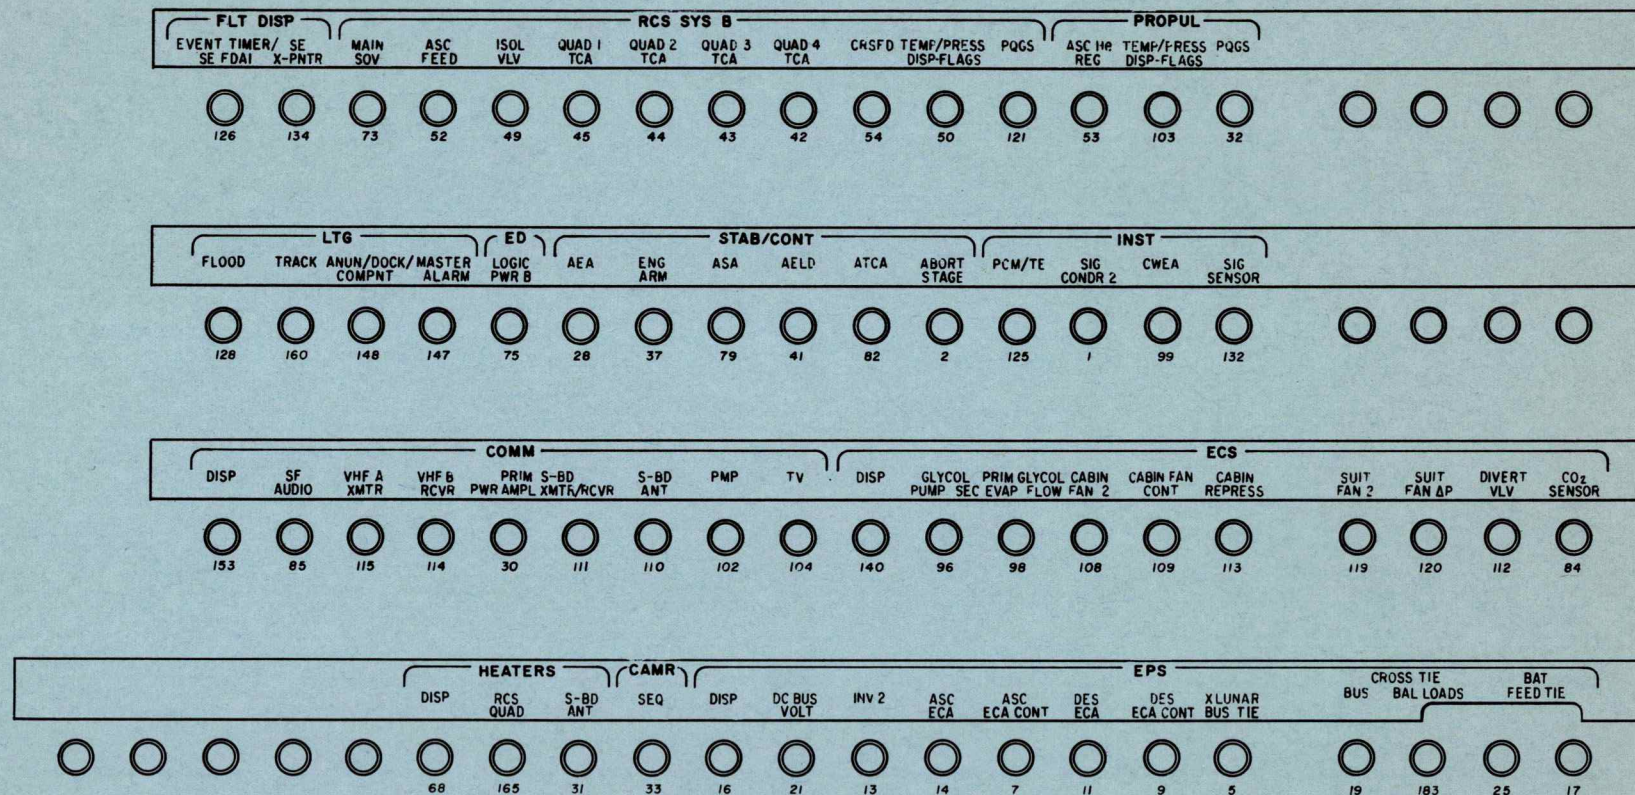 FLT DISP RCS SYS B PROPUL
EVENT TIMER/ SE MAIN ASC ISOL QUAD 1 QUAD 2 QUAD 3 QUAD 4 CRSFD TEMP/PRESS PQGS ASC He TEMP/PRESS PQGS
SE FDAI X-PNTR SOV FEED VLV TCA TCA TCA TCA DISP-FLAGS REG DISP-FLAGS
126 134 73 52 49 45 44 43 42 54 50 121 53 103 32
LTG ED STAB/CONT INST
FLOOD TRACK ANUN/DOCK/ MASTER LOGIC AEA ENG ASA AELD ATCA ABORT PCM/TE SIG CWEA SIG
COMPNT ALARM PWR B ARM STAGE CONDR 2 SENSOR
128 160 148 147 75 28 37 79 41 82 2 125 1 99 132
COMM ECS
DISP SF VHF A VHF B PRIM S-BD S-BD PMP TV DISP GLYCOL PRIM GLYCOL CABIN CABIN FAN CABIN SUIT SUIT DIVERT CO2
AUDIO XMTR RCVR PWR AMPL XMTR/RCVR ANT PUMP SEC EVAP FLOW FAN 2 CONT REPRESS FAN 2 FAN ΔP VLV SENSOR
153 85 115 114 30 111 110 102 104 140 96 98 108 109 113 119 120 112 84
HEATERS CAMR EPS
DISP RCS S-BD SEQ DISP DC BUS INV 2 ASC ASC DES DES XLUNAR BUS CROSS TIE BAT
QUAD ANT VOLT ECA ECA CONT ECA ECA CONT BUS TIE BAL LOADS FEED TIE
68 165 31 33 16 21 13 14 7 11 9 5 19 183 25 17